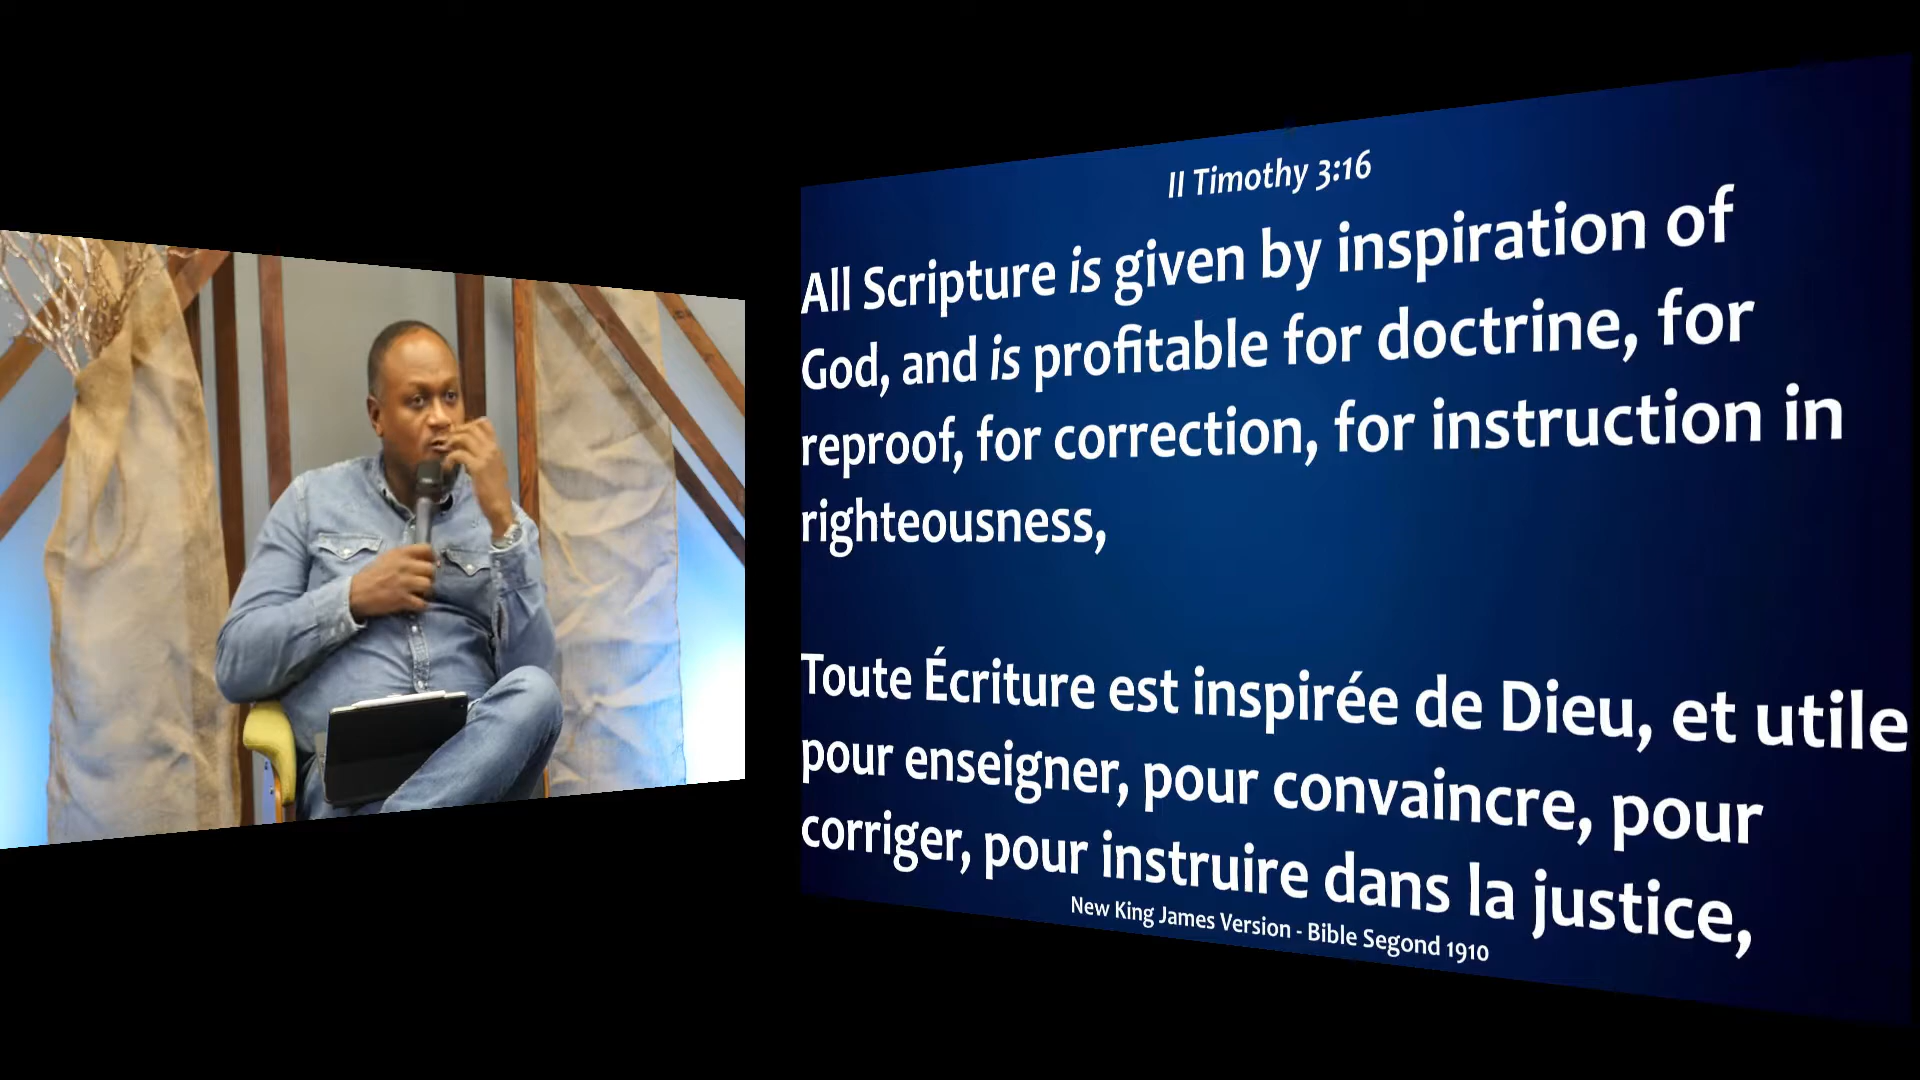 II Timothy 3:16
All Scripture is given by inspiration of
God, and is profitable for doctrine, for
reproof, for correction, for instruction in
righteousness,
Toute Écriture est inspirée de Dieu, et utile
pour enseigner, pour convaincre, pour
corriger, pour instruire dans la justice,
New King James Version - Bible Segond 1910